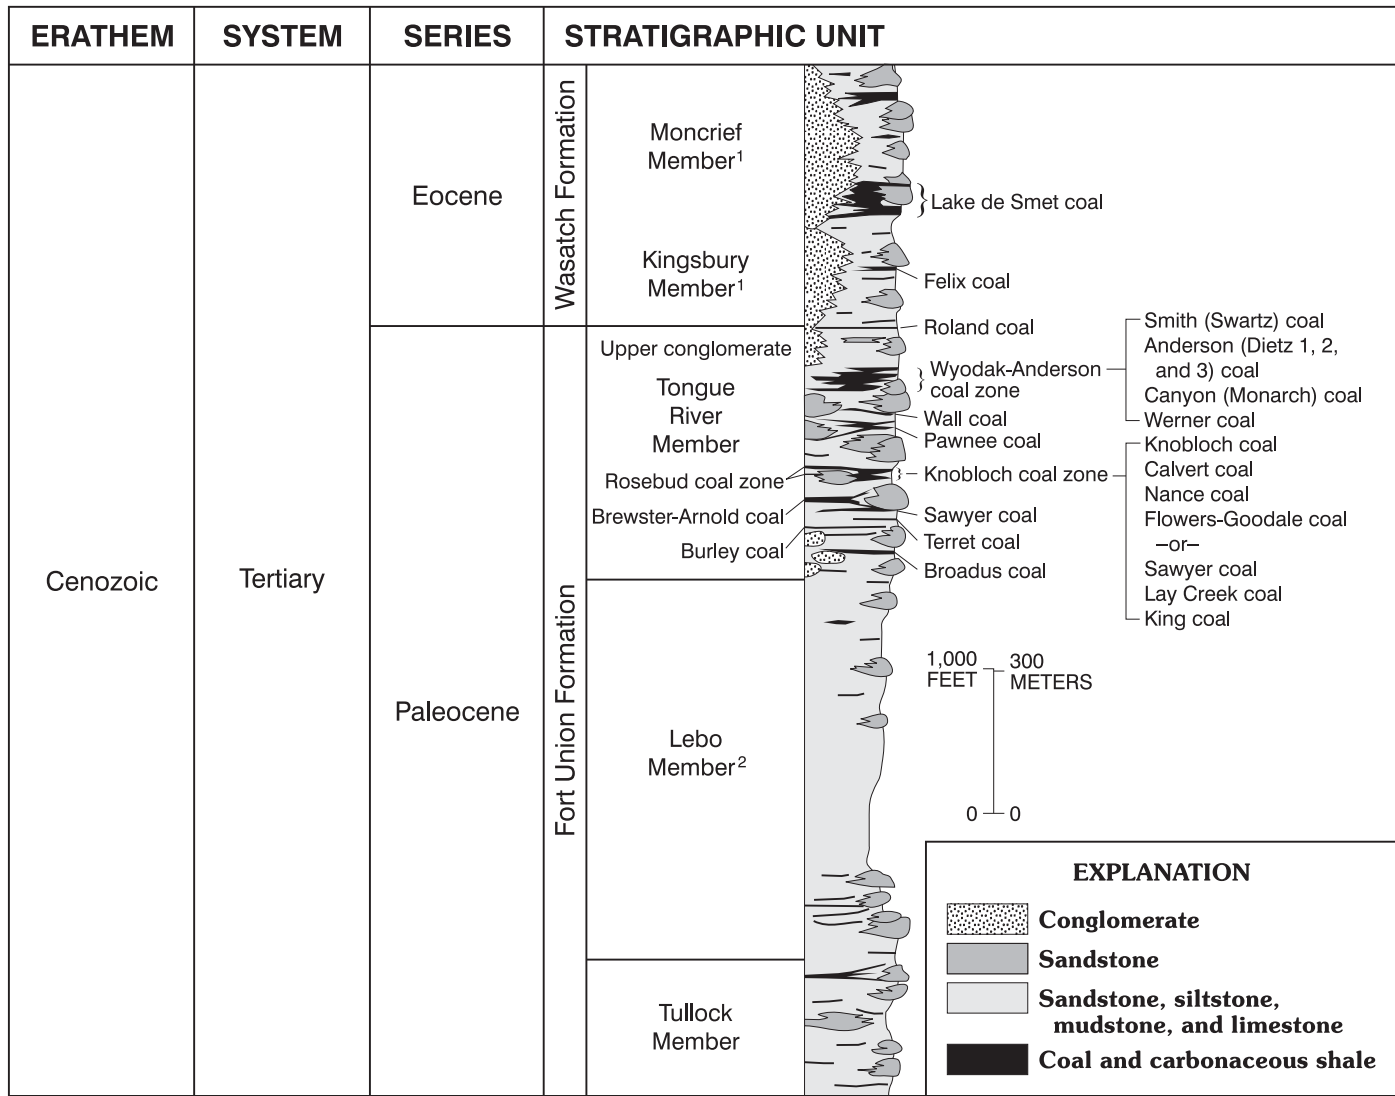 ERATHEM
SYSTEM
SERIES
STRATIGRAPHIC UNIT
Cenozoic
Tertiary
Eocene
Paleocene
Wasatch Formation
Fort Union Formation
Moncrief
Member¹
Kingsbury
Member¹
Upper conglomerate
Tongue
River
Member
Rosebud coal zone
Brewster-Arnold coal
Burley coal
Lebo
Member²
Tullock
Member
Lake de Smet coal
Felix coal
Roland coal
Wyodak-Anderson
coal zone
Wall coal
Pawnee coal
Knobloch coal zone
Sawyer coal
Terret coal
Broadus coal
Smith (Swartz) coal
Anderson (Dietz 1, 2,
and 3) coal
Canyon (Monarch) coal
Werner coal
Knobloch coal
Calvert coal
Nance coal
Flowers-Goodale coal
–or–
Sawyer coal
Lay Creek coal
King coal
1,000 300
FEET METERS
0 0
EXPLANATION
Conglomerate
Sandstone
Sandstone, siltstone,
mudstone, and limestone
Coal and carbonaceous shale